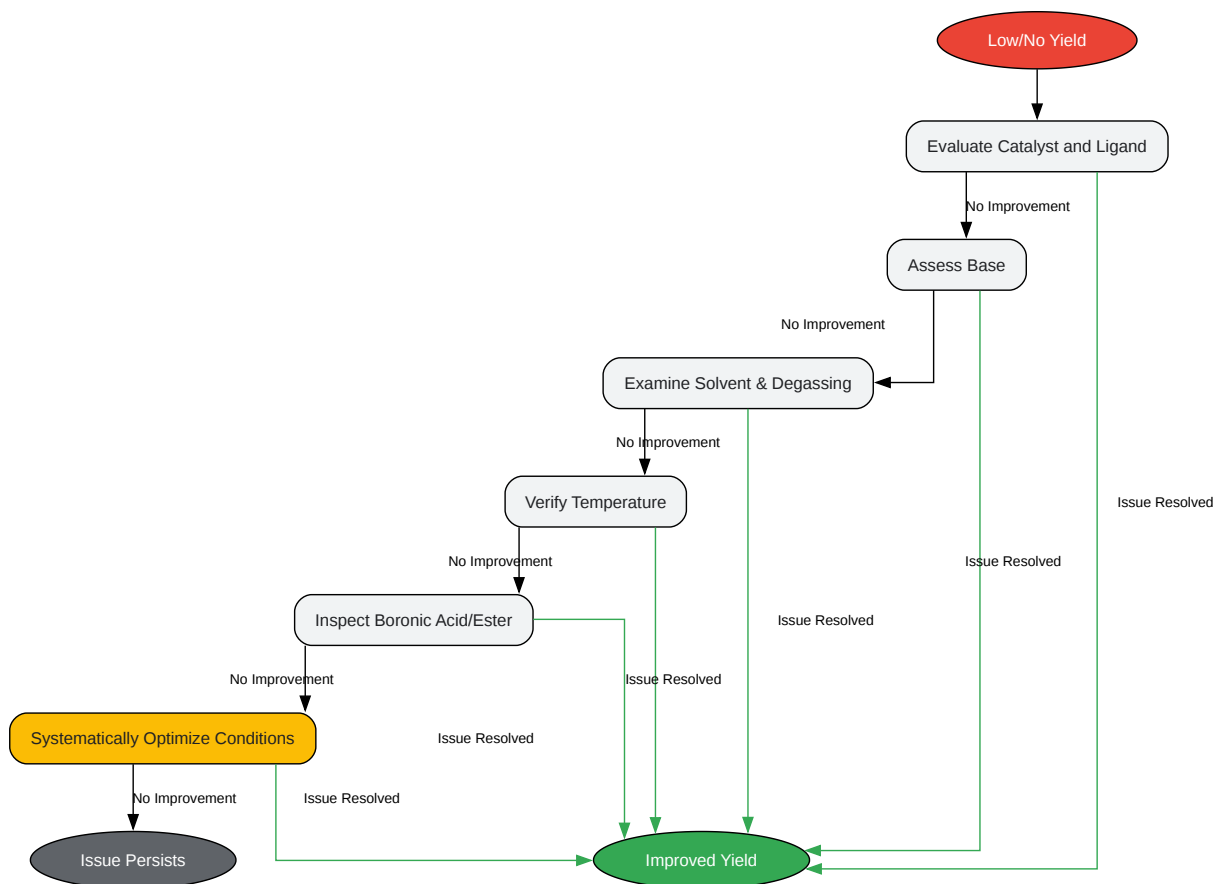 Low/No Yield
Evaluate Catalyst and Ligand
No Improvement
Assess Base
No Improvement
Examine Solvent & Degassing
No Improvement
Verify Temperature
Issue Resolved
No Improvement
Issue Resolved
Inspect Boronic Acid/Ester
Issue Resolved
No Improvement
Issue Resolved
Systematically Optimize Conditions
Issue Resolved
No Improvement
Issue Resolved
Issue Persists
Improved Yield